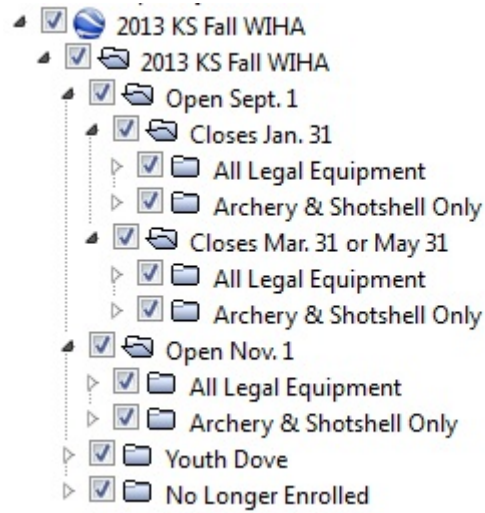 2013 KS Fall WIHA
2013 KS Fall WIHA
Open Sept. 1
Closes Jan. 31
All Legal Equipment
Archery & Shotshell Only
Closes Mar. 31 or May 31
All Legal Equipment
Archery & Shotshell Only
Open Nov. 1
All Legal Equipment
Archery & Shotshell Only
Youth Dove
No Longer Enrolled